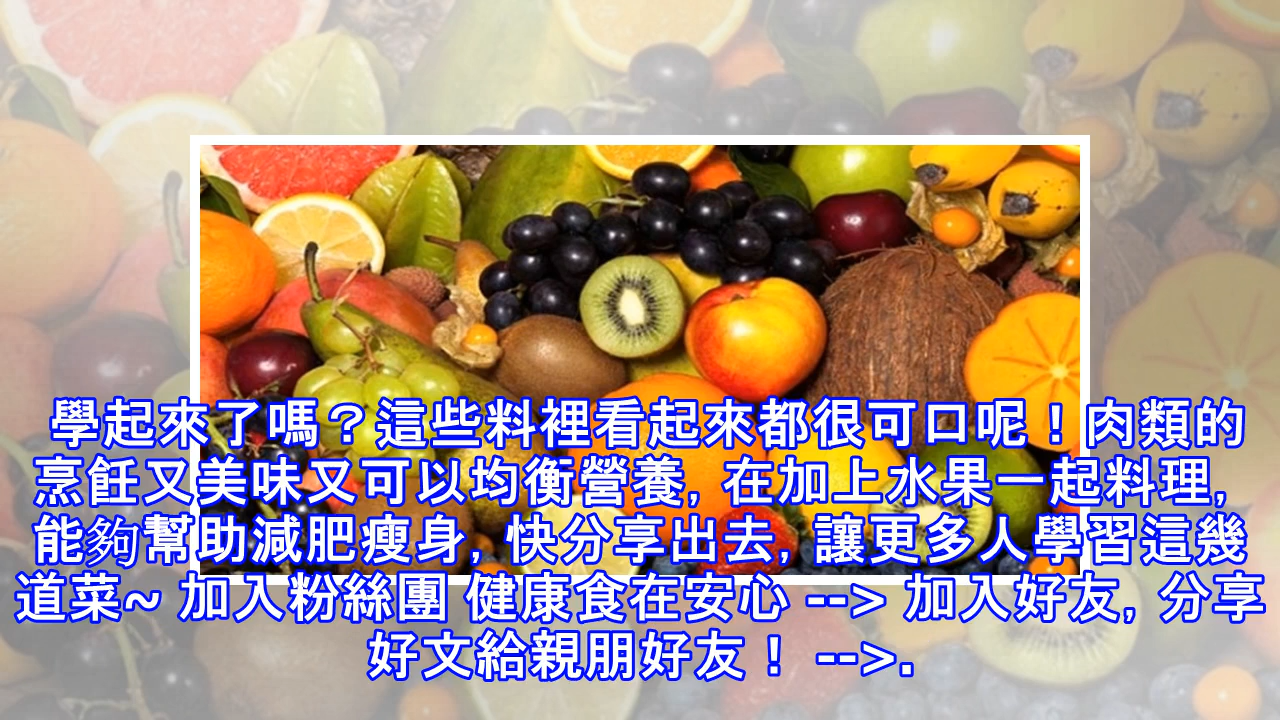 學起來了嗎？這些料裡看起來都很可口呢！肉類的
烹飪又美味又可以均衡營養, 在加上水果一起料理,
能夠幫助減肥瘦身, 快分享出去, 讓更多人學習這幾
道菜~ 加入粉絲團 健康食在安心 --> 加入好友, 分享
好文給親朋好友！ -->.